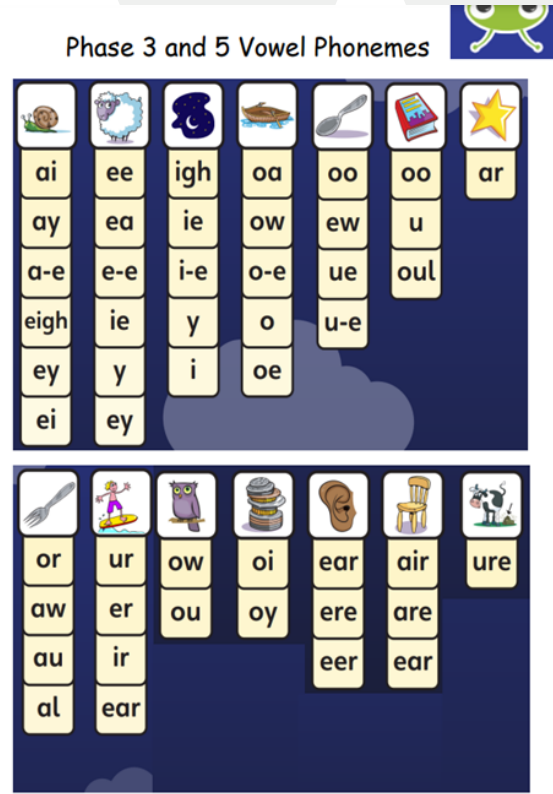 Phase 3 and 5 Vowel Phonemes
ai ee igh oa oo oo ar
ay ea ie ow ew u
a-e e-e i-e o-e ue oul
eigh ie y o u-e
ey y i oe
ei ey
or ur ow oi ear air ure
aw er ou oy ere are
au ir eer ear
al ear